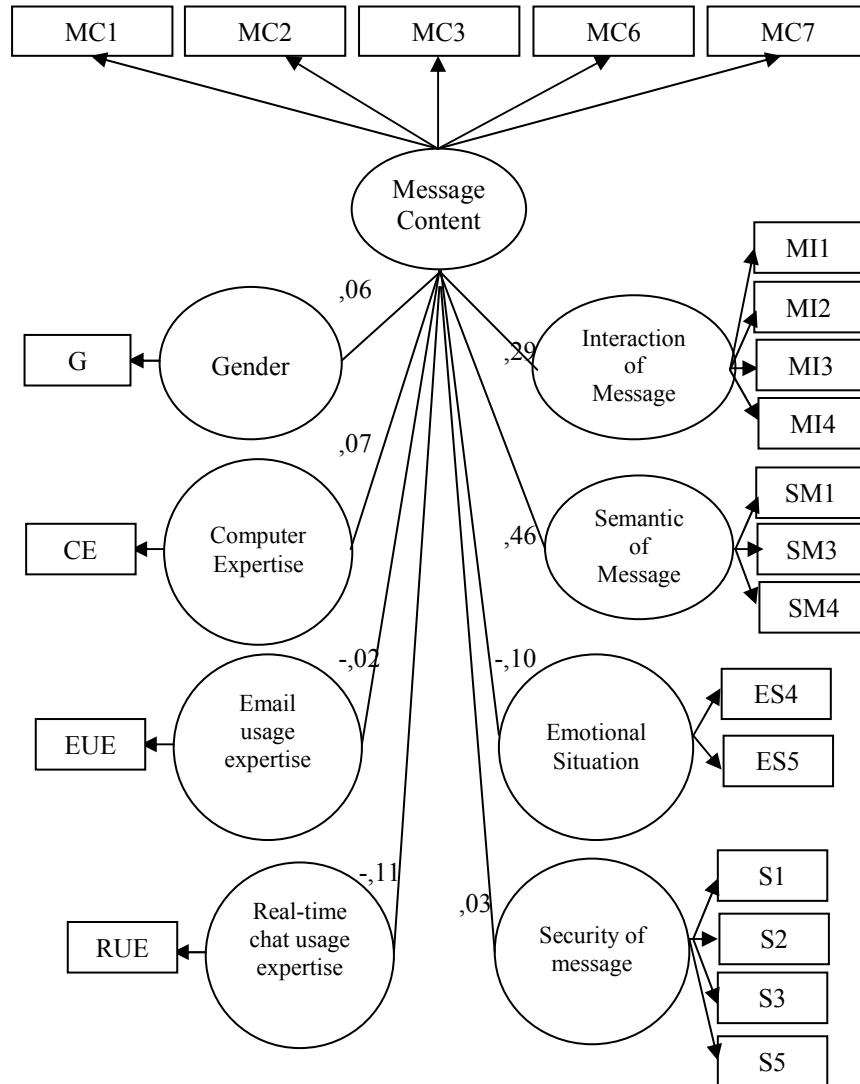 MC1
MC2
MC3
MC6
MC7
Message
Content
,06
Gender
G
,29
Interaction
of
Message
MI1
MI2
MI3
MI4
,07
Computer
Expertise
CE
,46
Semantic
of
Message
SM1
SM3
SM4
-,02
Email
usage
expertise
EUE
-,10
Emotional
Situation
ES4
ES5
-,11
Real-time
chat usage
expertise
RUE
,03
Security of
message
S1
S2
S3
S5